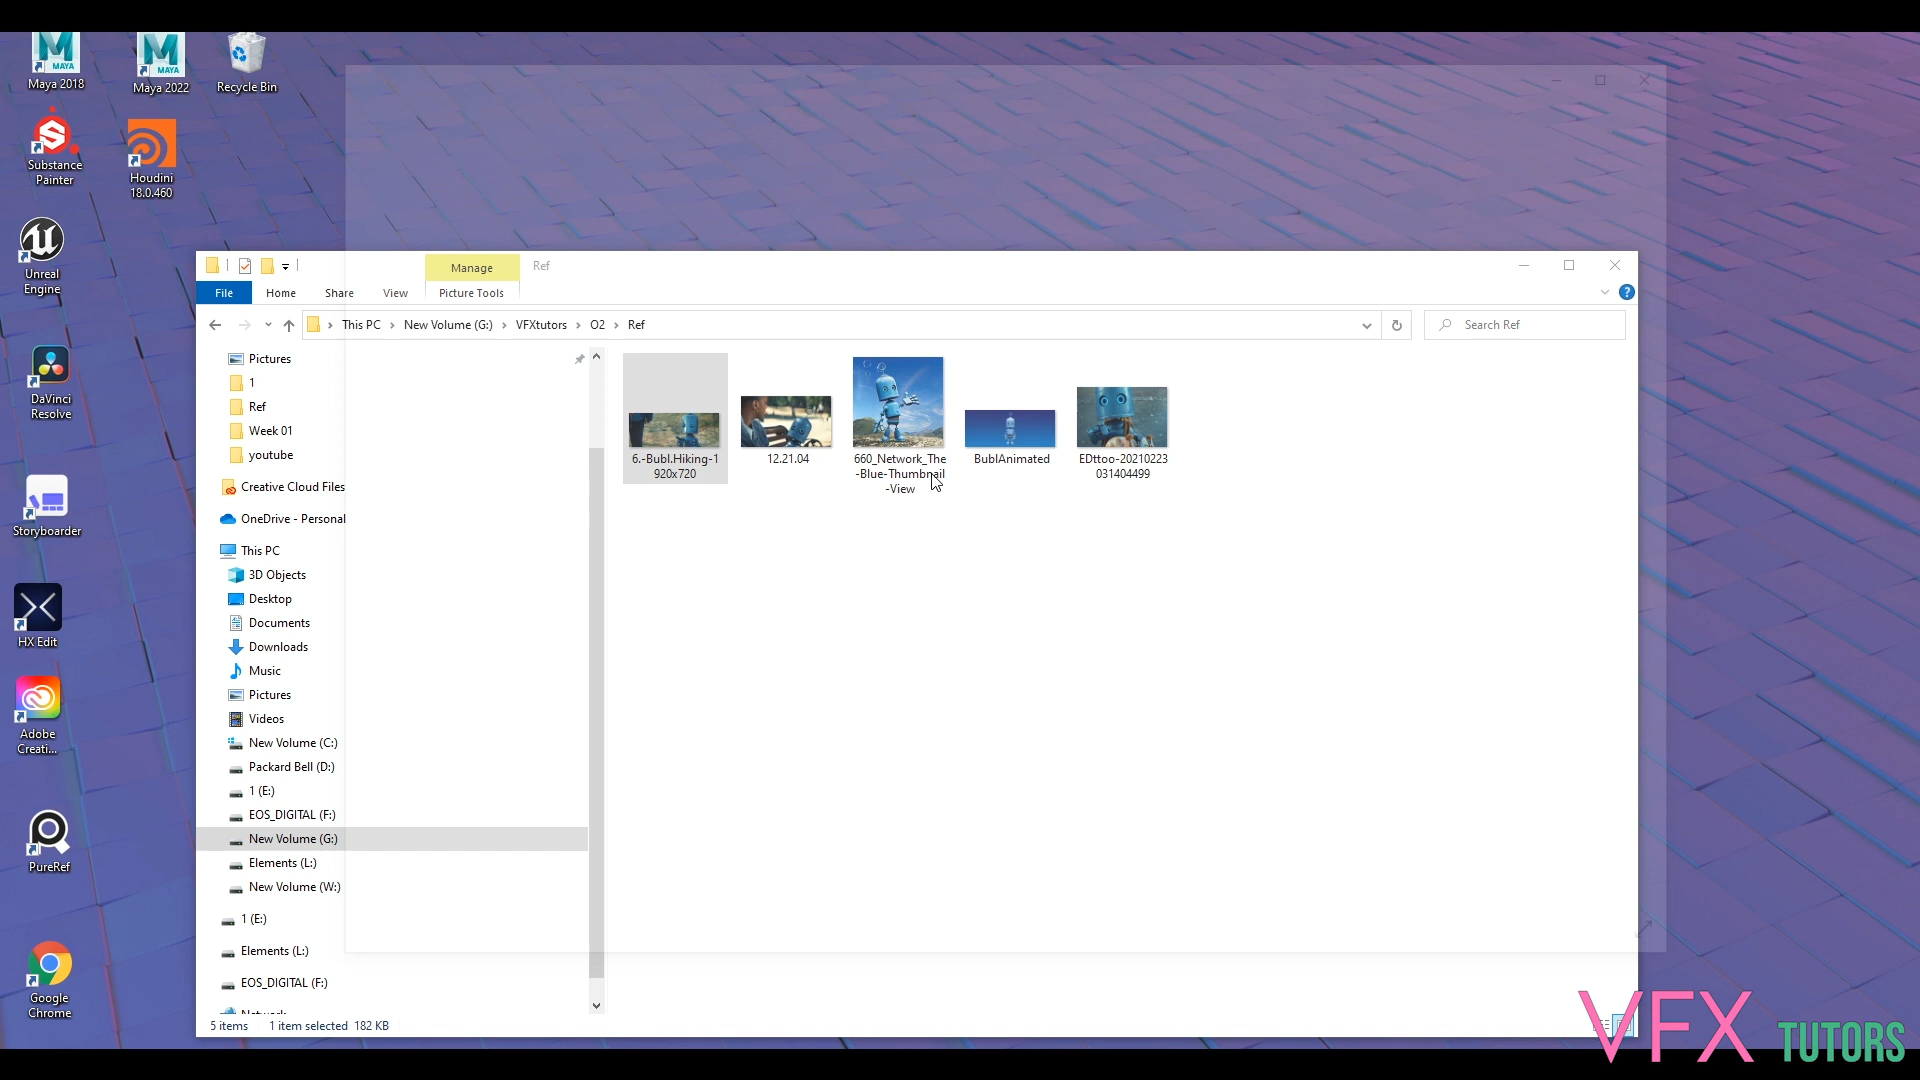 Maya 2018
Maya 2022
Recycle Bin
Substance
Painter
Houdini
18.0.460
Unreal
Engine
DaVinci
Resolve
Storyboarder
HX Edit
Adobe
Creati...
PureRef
Google
Chrome
Manage
Ref
File
Home
Share
View
Picture Tools
This PC
New Volume (G:)
VFXtutors
O2
Ref
Search Ref
Pictures
1
Ref
Week 01
youtube
Creative Cloud Files
OneDrive - Personal
This PC
3D Objects
Desktop
Documents
Downloads
Music
Pictures
Videos
New Volume (C:)
Packard Bell (D:)
1 (E:)
EOS_DIGITAL (F:)
New Volume (G:)
Elements (L:)
New Volume (W:)
1 (E:)
Elements (L:)
EOS_DIGITAL (F:)
6.-Bubl.Hiking-1
920x720
12.21.04
660_Network_The
-Blue-Thumbnail
-View
BublAnimated
EDttoo-20210223
031404499
5 items
1 item selected 182 KB
VFX TUTORS